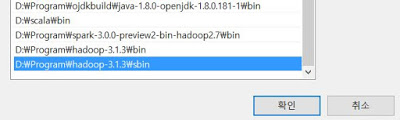 D:₩Program₩ojdkbuild₩java-1.8.0-openjdk-1.8.0.181-1₩bin
D:₩scala₩bin
D:₩Program₩spark-3.0.0-preview2-bin-hadoop2.7₩bin
D:₩Program₩hadoop-3.1.3₩bin
D:₩Program₩hadoop-3.1.3₩sbin
확인 취소